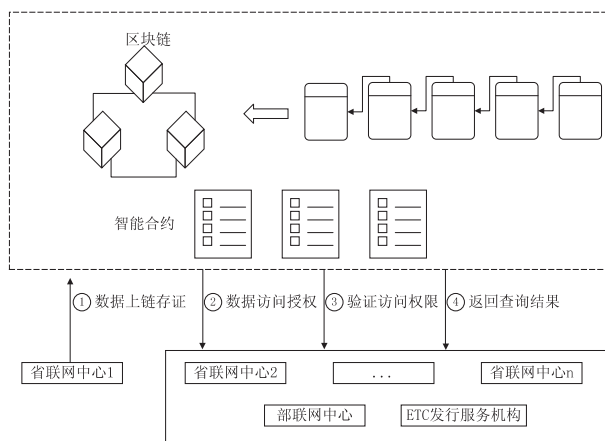 区块链
智能合约
①数据上链存证 ②数据访问授权 ③验证访问权限 ④返回查询结果
省联网中心1 省联网中心2 ... 省联网中心n
部联网中心 ETC发行服务机构